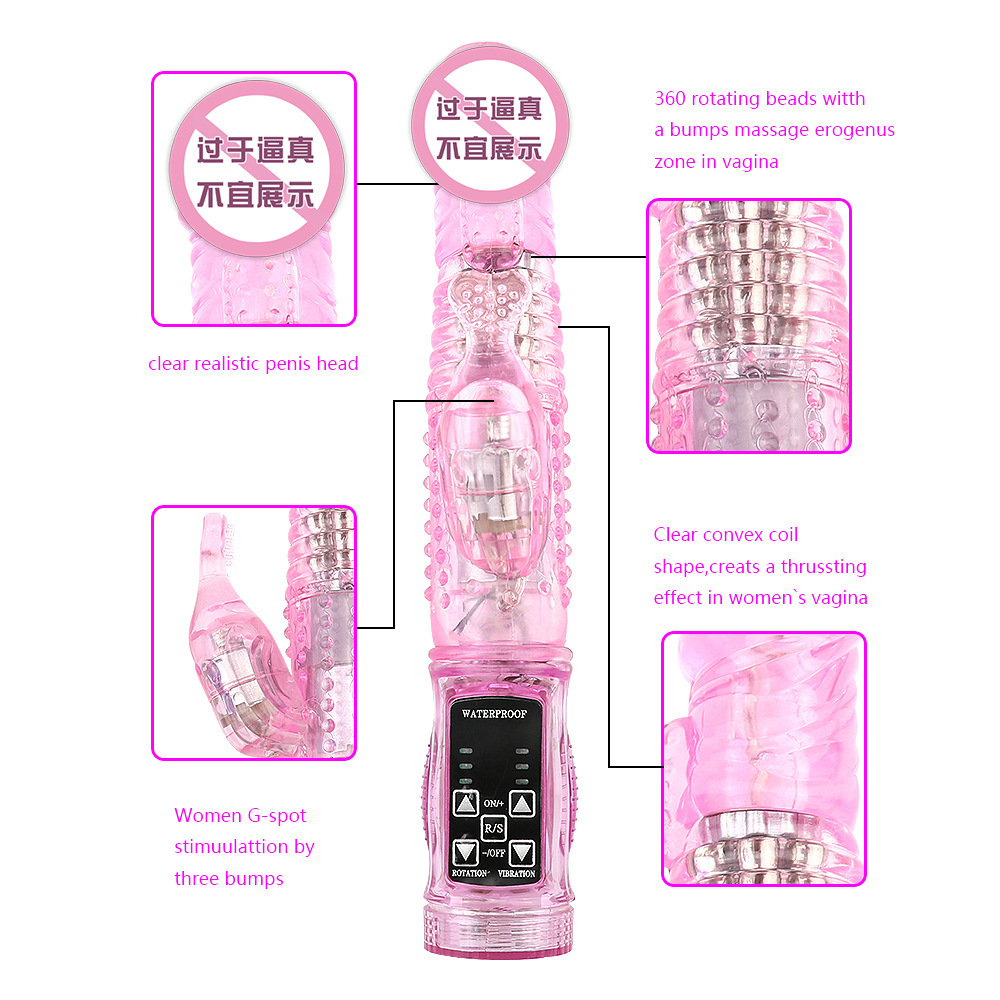 过于逼真
不宜展示
过于逼真
不宜展示
360 rotating beads witth
a bumps massage erogenus
zone in vagina
clear realistic penis head
Clear convex coil
shape,creats a thrussting
effect in women`s vagina
Women G-spot
stimuulattion by
three bumps
WATERPROOF
ON/+
R/S
-/OFF
ROTATION VIBRATION